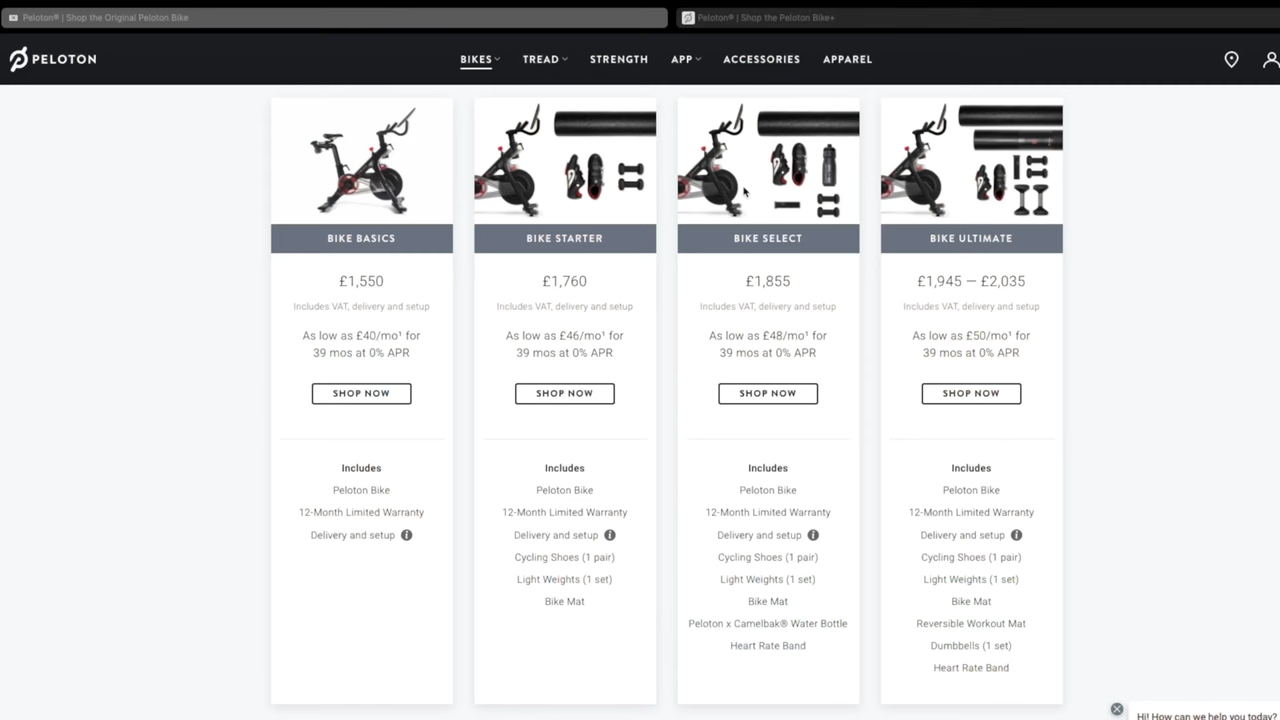 Peloton® | Shop the Original Peloton Bike
Peloton® | Shop the Peloton Bike+
PELOTON
BIKES
TREAD
STRENGTH
APP
ACCESSORIES
APPAREL
BIKE BASICS
£1,550
Includes VAT, delivery and setup
As low as £40/mo¹ for
39 mos at 0% APR
SHOP NOW
Includes
Peloton Bike
12-Month Limited Warranty
Delivery and setup
BIKE STARTER
£1,760
Includes VAT, delivery and setup
As low as £46/mo¹ for
39 mos at 0% APR
SHOP NOW
Includes
Peloton Bike
12-Month Limited Warranty
Delivery and setup
Cycling Shoes (1 pair)
Light Weights (1 set)
Bike Mat
BIKE SELECT
£1,855
Includes VAT, delivery and setup
As low as £48/mo¹ for
39 mos at 0% APR
SHOP NOW
Includes
Peloton Bike
12-Month Limited Warranty
Delivery and setup
Cycling Shoes (1 pair)
Light Weights (1 set)
Bike Mat
Peloton x Camelbak® Water Bottle
Heart Rate Band
BIKE ULTIMATE
£1,945 — £2,035
Includes VAT, delivery and setup
As low as £50/mo¹ for
39 mos at 0% APR
SHOP NOW
Includes
Peloton Bike
12-Month Limited Warranty
Delivery and setup
Cycling Shoes (1 pair)
Light Weights (1 set)
Bike Mat
Reversible Workout Mat
Dumbbells (1 set)
Heart Rate Band
Hi! How can we help you today?